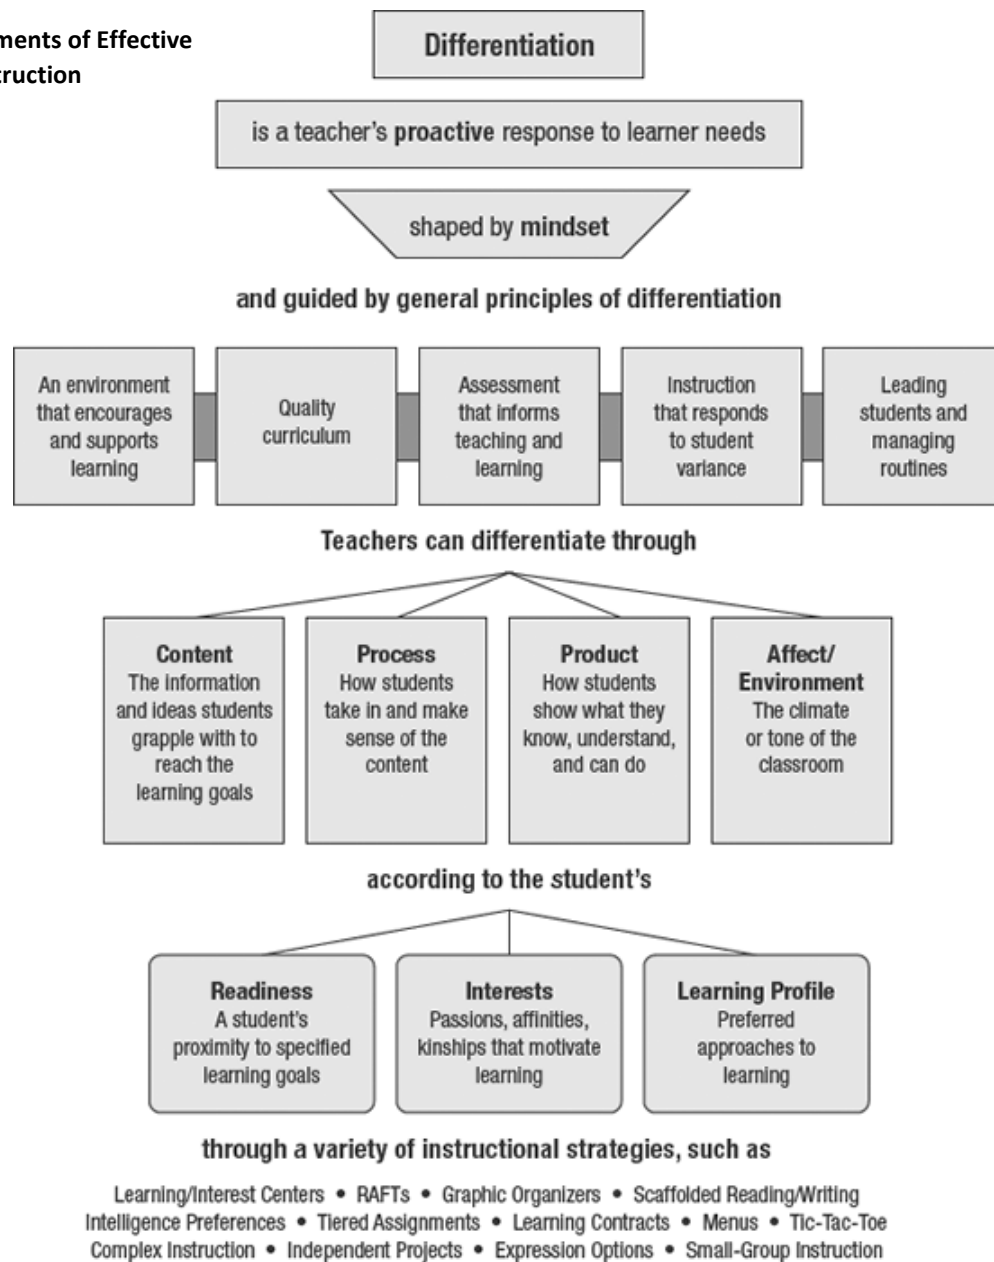 ments of Effective
truction
Differentiation
is a teacher's proactive response to learner needs
shaped by mindset
and guided by general principles of differentiation
An environment
that encourages
and supports
learning
Quality
curriculum
Assessment
that informs
teaching and
learning
Instruction
that responds
to student
variance
Leading
students and
managing
routines
Teachers can differentiate through
Content
The information
and ideas students
grapple with to
reach the
learning goals
Process
How students
take in and make
sense of the
content
Product
How students
show what they
know, understand,
and can do
Affect/
Environment
The climate
or tone of the
classroom
according to the student's
Readiness
A student's
proximity to specified
learning goals
Interests
Passions, affinities,
kinships that motivate
learning
Learning Profile
Preferred
approaches to
learning
through a variety of instructional strategies, such as
Learning/Interest Centers • RAFTs • Graphic Organizers • Scaffolded Reading/Writing
Intelligence Preferences • Tiered Assignments • Learning Contracts • Menus • Tic-Tac-Toe
Complex Instruction • Independent Projects • Expression Options • Small-Group Instruction